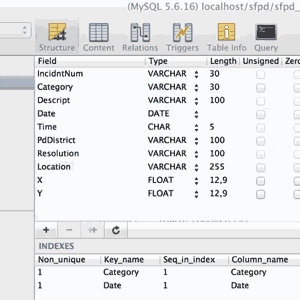 (MySQL 5.6.16) localhost/sfpd/sfpd_
Structure Content Relations Triggers Table Info Query
Field Type Length Unsigned Zero
IncidntNum VARCHAR 30
Category VARCHAR 30
Descript VARCHAR 100
Date DATE
Time CHAR 5
PdDistrict VARCHAR 100
Resolution VARCHAR 100
Location VARCHAR 255
X FLOAT 12,9
Y FLOAT 12,9
INDEXES
Non_unique Key_name Seq_in_index Column_name
1 Category 1 Category
1 Date 1 Date